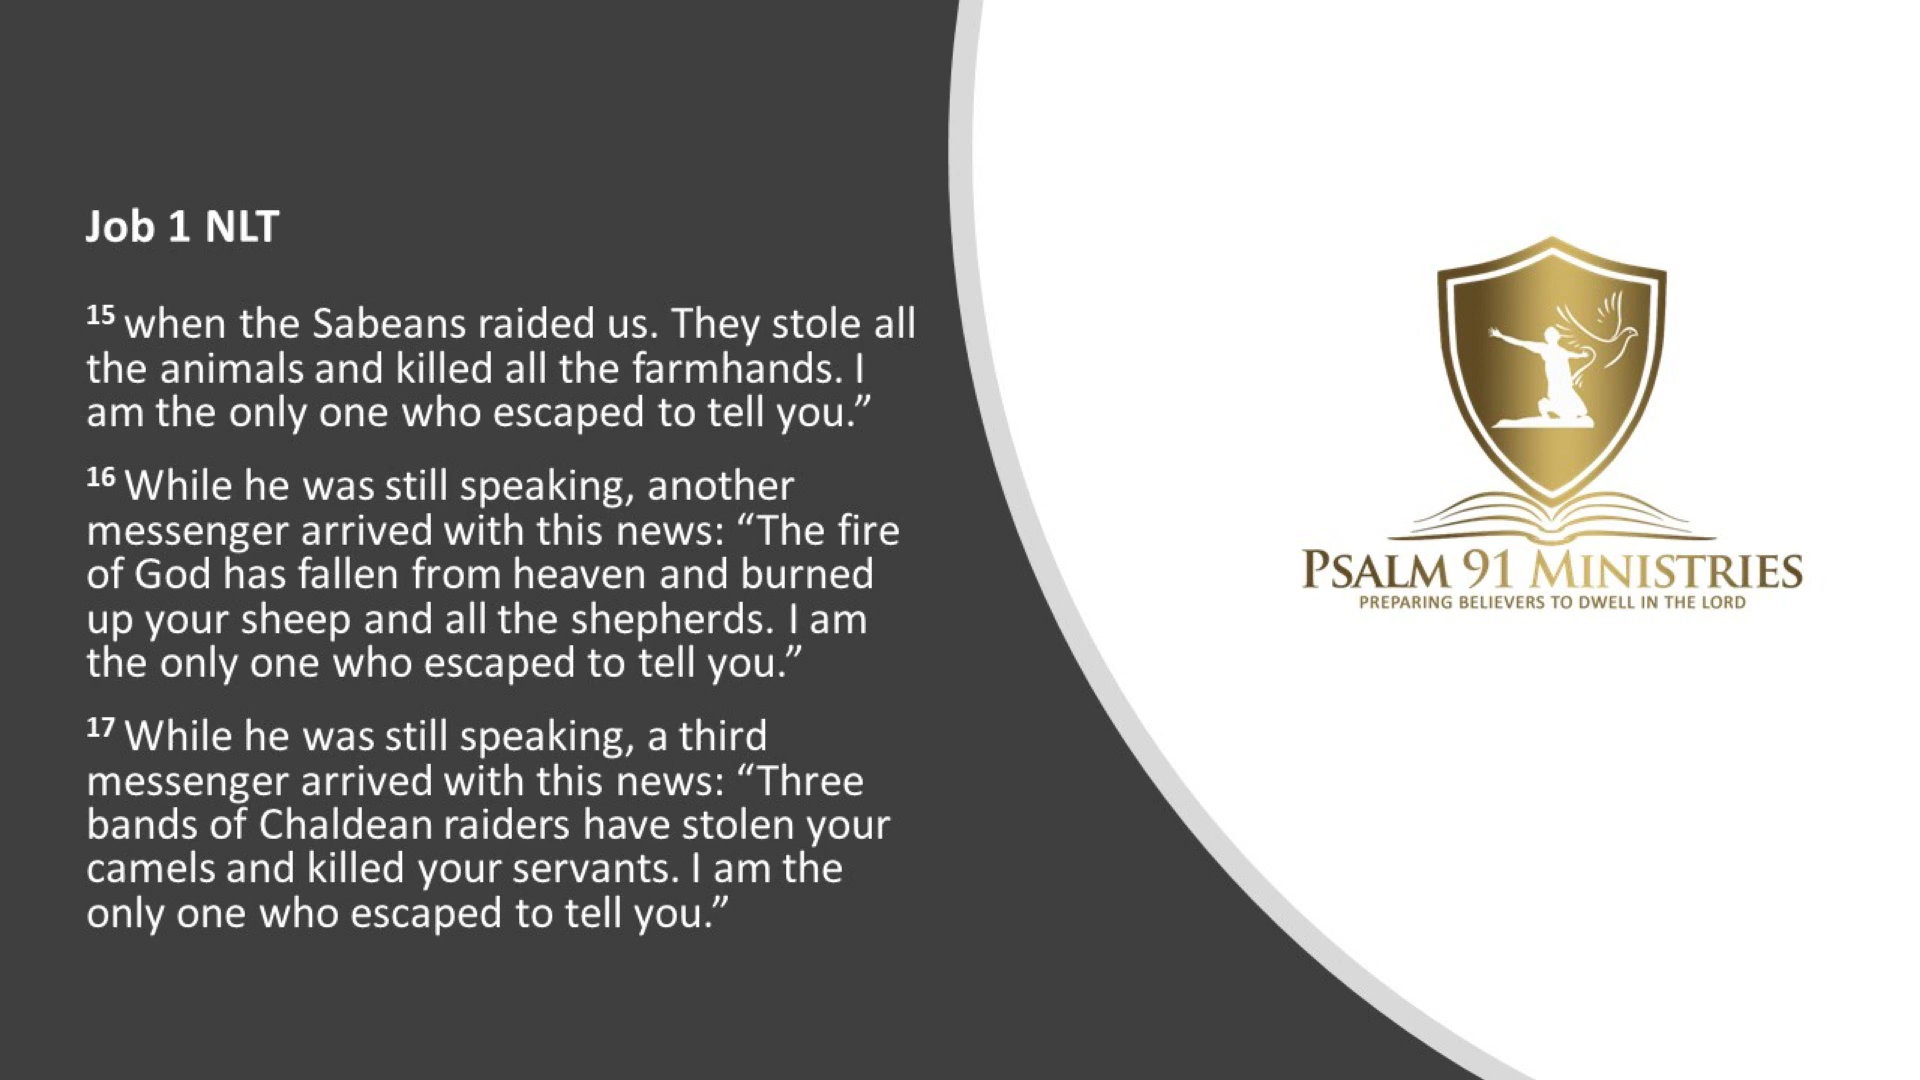 Job 1 NLT
15 when the Sabeans raided us. They stole all
the animals and killed all the farmhands. I
am the only one who escaped to tell you.”
16 While he was still speaking, another
messenger arrived with this news: “The fire
of God has fallen from heaven and burned
up your sheep and all the shepherds. I am
the only one who escaped to tell you.”
17 While he was still speaking, a third
messenger arrived with this news: “Three
bands of Chaldean raiders have stolen your
camels and killed your servants. I am the
only one who escaped to tell you.”
PSALM 91 MINISTRIES
PREPARING BELIEVERS TO DWELL IN THE LORD